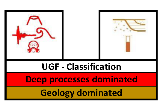 UGF - Classification
Deep processes dominated
Geology dominated